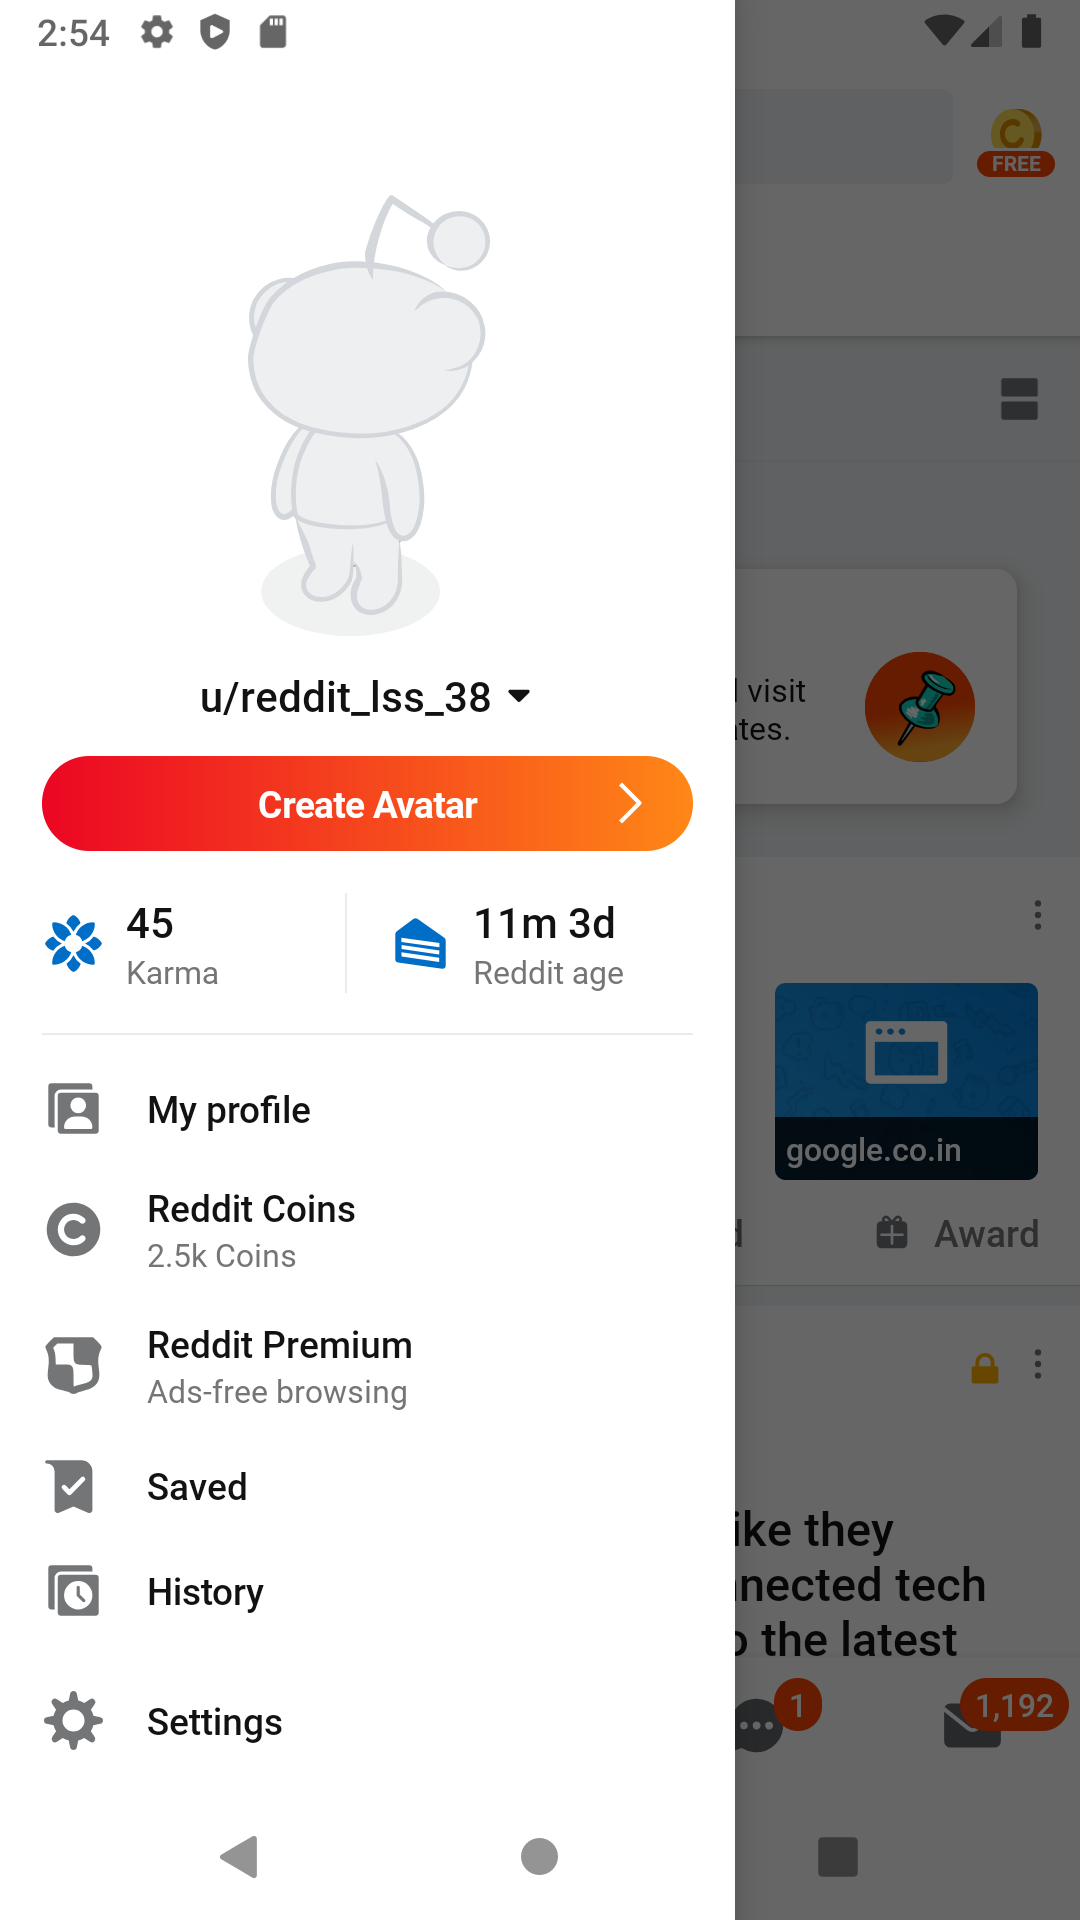 2:54
FREE
visit
tes.
u/reddit_lss_38
Create Avatar
45
Karma
11m 3d
Reddit age
My profile
google.co.in
Reddit Coins
2.5k Coins
Award
Reddit Premium
Ads-free browsing
Saved
ike they
nected tech
the latest
History
1
1,192
Settings